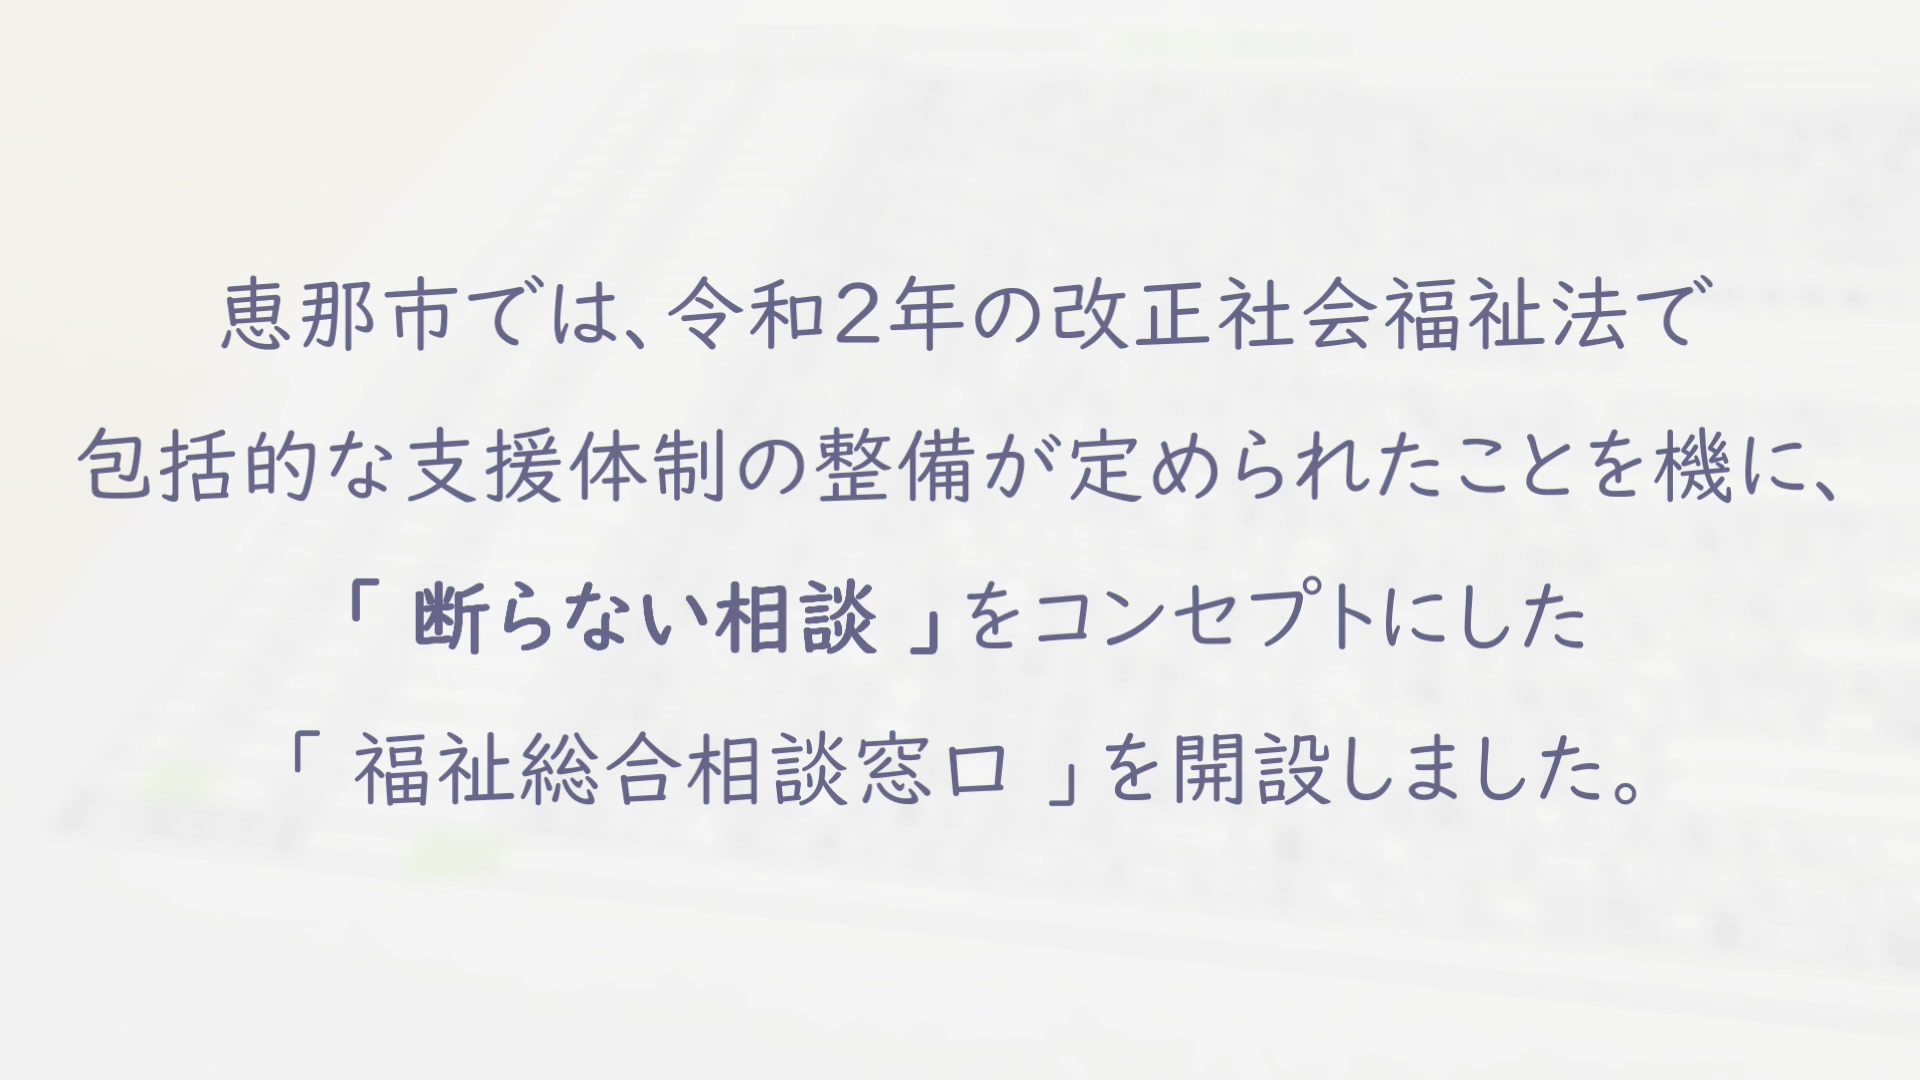 恵那市では、令和２年の改正社会福祉法で
包括的な支援体制の整備が定められたことを機に、
「 断らない相談 」をコンセプトにした
「 福祉総合相談窓口 」を開設しました。